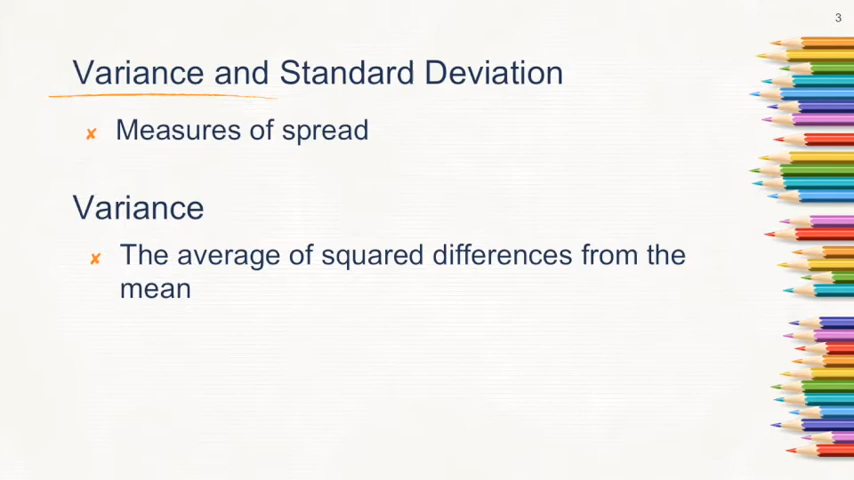 3
Variance and Standard Deviation
✘ Measures of spread
Variance
✘ The average of squared differences from the
mean